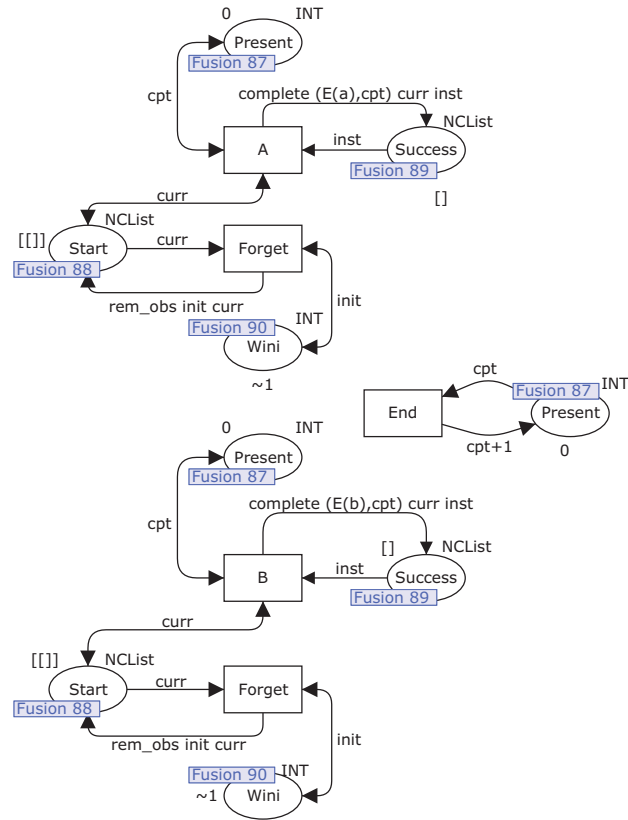 0 INT
Present
Fusion 87
cpt
complete (E(a),cpt) curr inst
NCList
A
inst
Success
Fusion 89
[]
curr
NCList
[[]]
Start
curr
Forget
Fusion 88
rem_obs init curr
init
Fusion 90
INT
Wini
~1
cpt
Fusion 87
INT
End
Present
cpt+1
0
0 INT
Present
Fusion 87
cpt
complete (E(b),cpt) curr inst
[]
NCList
B
inst
Success
Fusion 89
curr
[[]]
NCList
Start
curr
Forget
Fusion 88
rem_obs init curr
init
Fusion 90
INT
~1
Wini